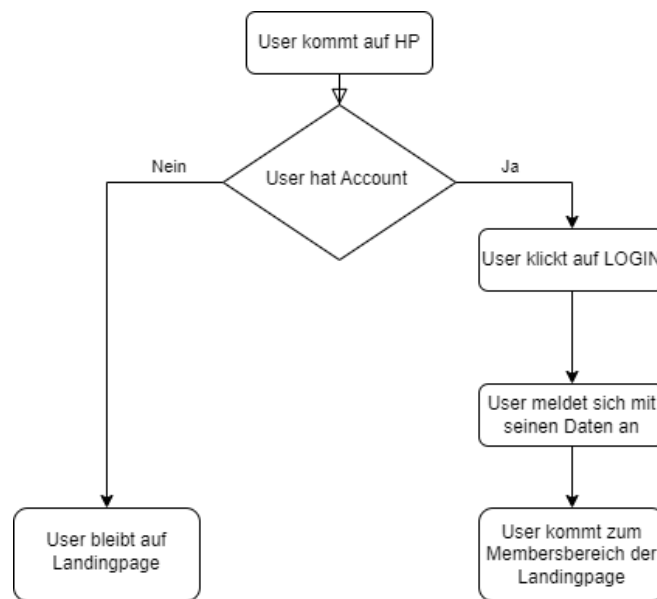 User kommt auf HP
Nein
User hat Account
Ja
User klickt auf LOGIN
User meldet sich mit
seinen Daten an
User bleibt auf
Landingpage
User kommt zum
Membersbereich der
Landingpage